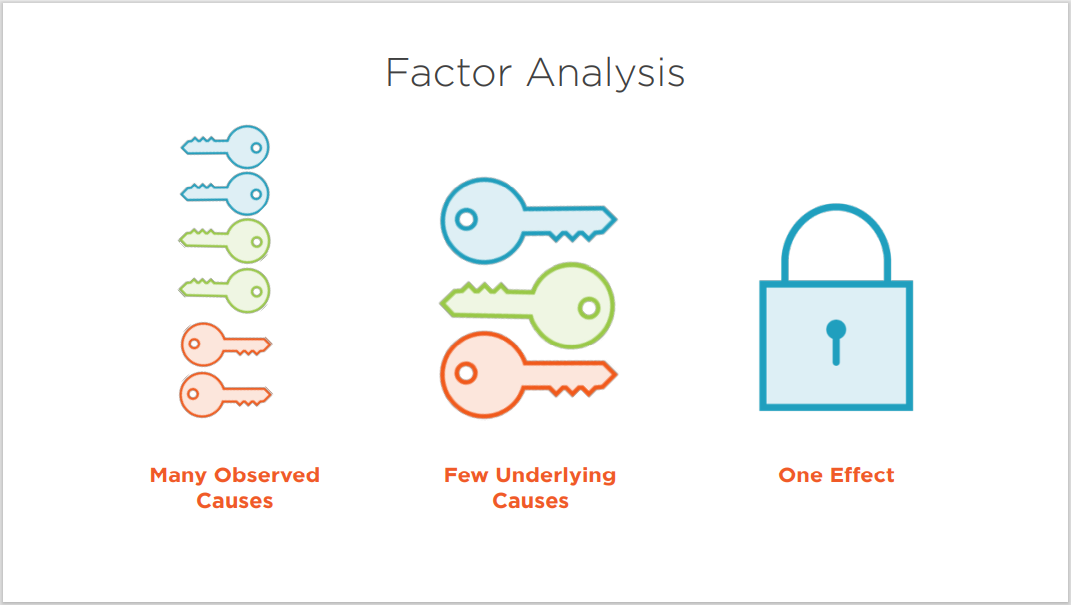 Factor Analysis
Many Observed
Causes
Few Underlying
Causes
One Effect